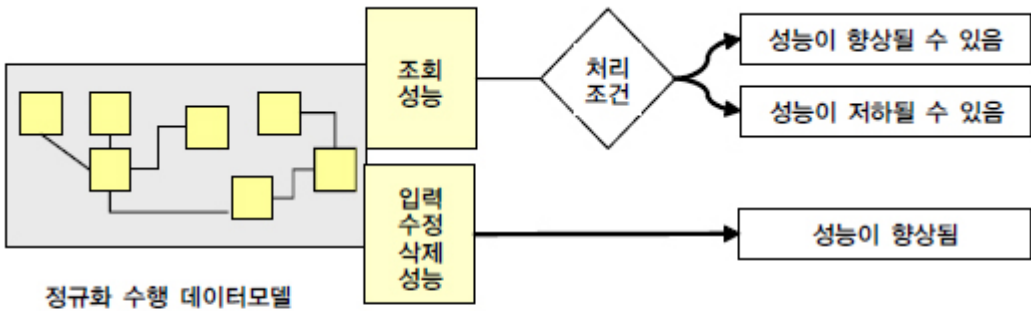 조회
성능
처리
조건
성능이 향상될 수 있음
성능이 저하될 수 있음
입력
수정
삭제
성능
성능이 향상됨
정규화 수행 데이터모델